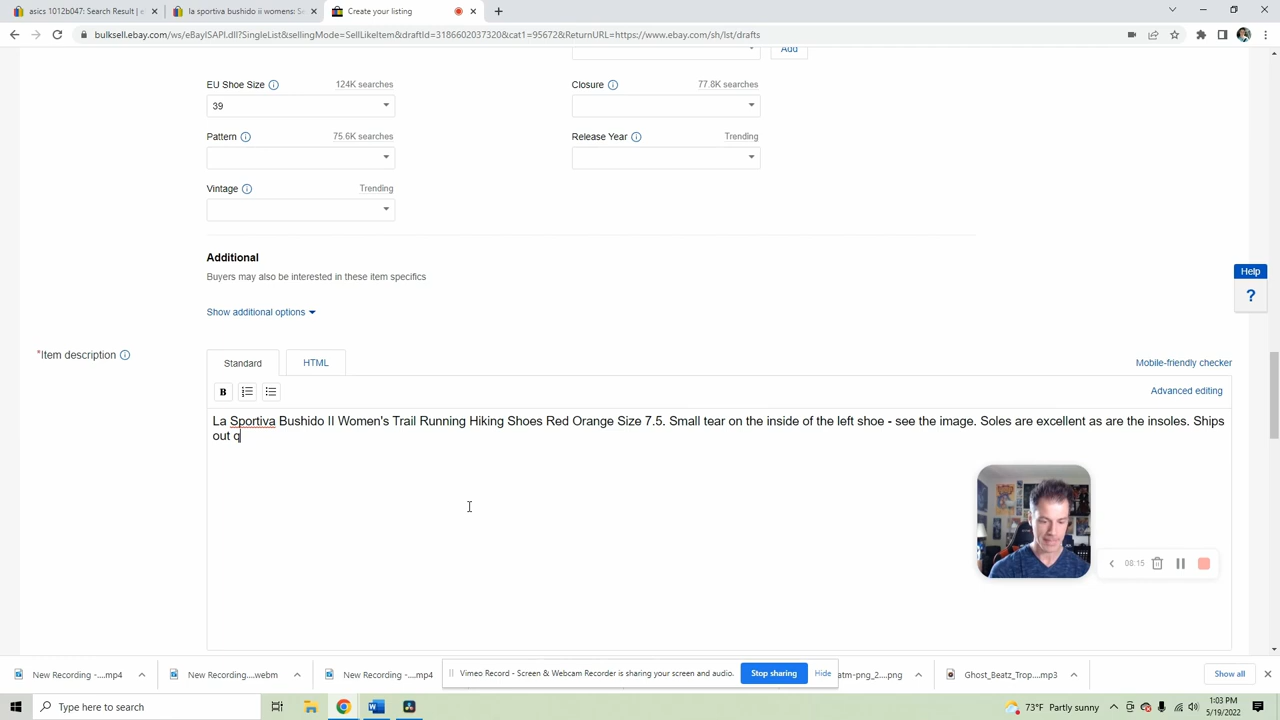 asics 1012b047: Search Result | e
la sportiva bushido ii womens: Se
Create your listing
bulksell.ebay.com/ws/eBayISAPI.dll?SingleList&sellingMode=SellLikeItem&draftId=3186602037320&cat1=95672&ReturnURL=https://www.ebay.com/sh/lst/drafts
Add
EU Shoe Size
124K searches
Closure
77.8K searches
39
Pattern
75.6K searches
Release Year
Trending
Vintage
Trending
Additional
Buyers may also be interested in these item specifics
Help
?
Show additional options
*Item description
Standard
HTML
Mobile-friendly checker
B
Advanced editing
La Sportiva Bushido II Women's Trail Running Hiking Shoes Red Orange Size 7.5. Small tear on the inside of the left shoe - see the image. Soles are excellent as are the insoles. Ships
out q
08:15
New Recording -....mp4
New Recording....webm
New Recording -....mp4
Vimeo Record - Screen & Webcam Recorder is sharing your screen and audio.
Stop sharing
Hide
atm-png_2....png
Ghost_Beatz_Trop....mp3
Show all
Type here to search
73°F Partly sunny
1:03 PM
5/19/2022